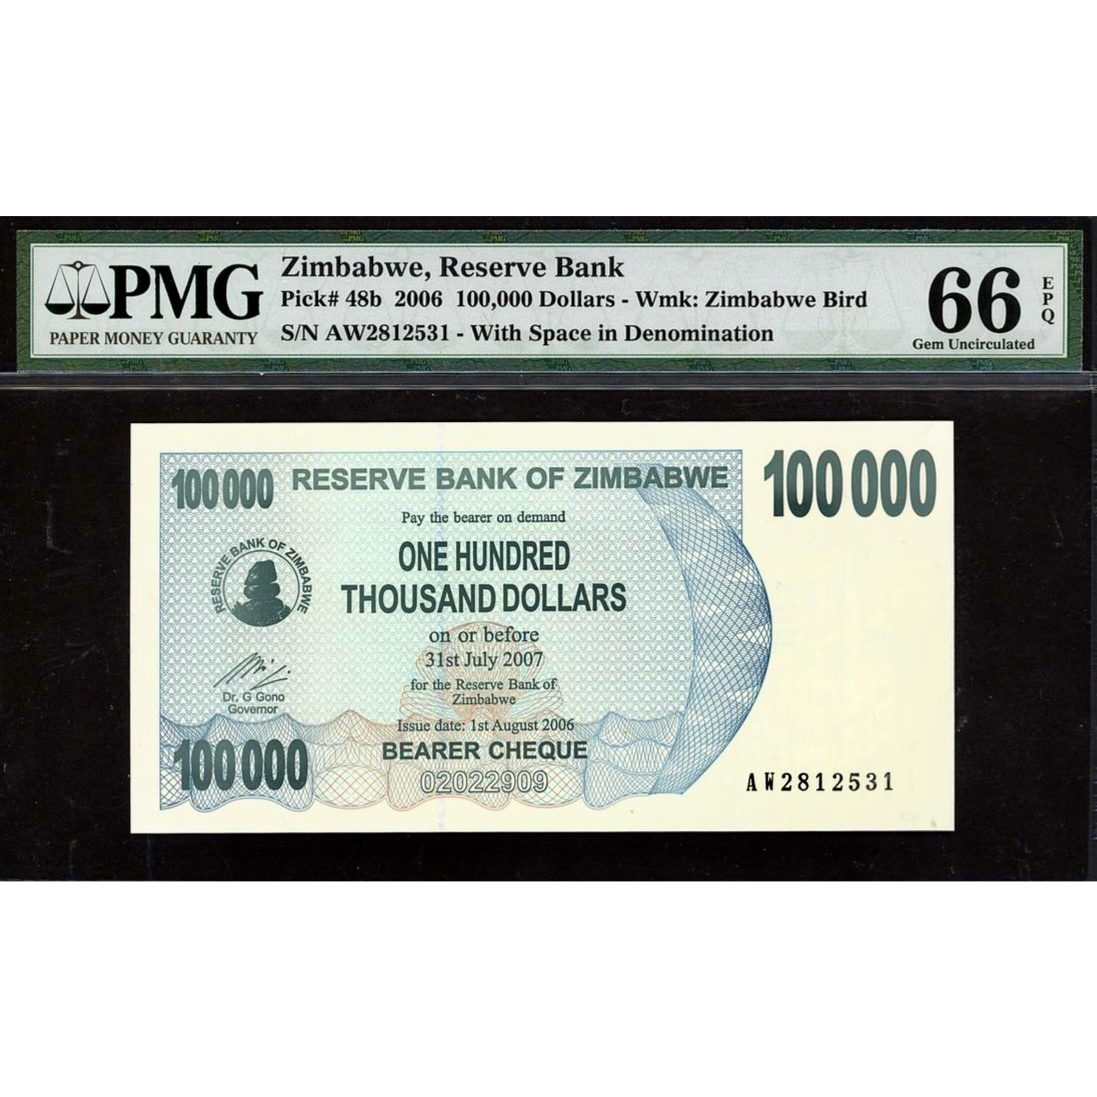 PMG
PAPER MONEY GUARANTY
Zimbabwe, Reserve Bank
Pick# 48b 2006 100,000 Dollars - Wmk: Zimbabwe Bird
S/N AW2812531 - With Space in Denomination
66
EPQ
Gem Uncirculated
100 000
RESERVE BANK OF ZIMBABWE
100 000
Pay the bearer on demand
ONE HUNDRED
THOUSAND DOLLARS
RESERVE BANK OF ZIMBABWE
on or before
31st July 2007
for the Reserve Bank of
Zimbabwe
Dr. G Gono
Governor
Issue date: 1st August 2006
BEARER CHEQUE
100 000
02022909
AW2812531